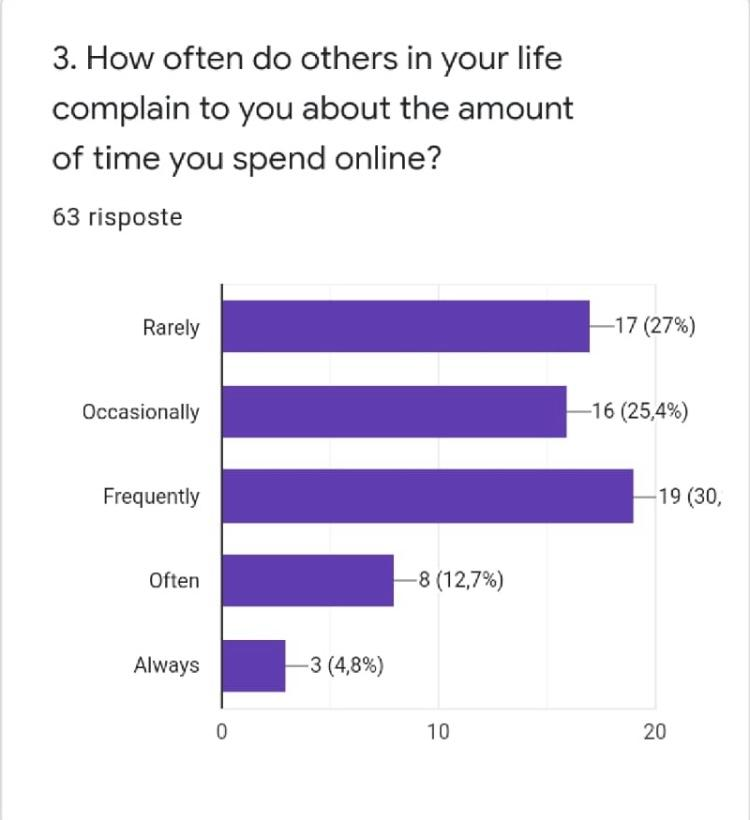 3. How often do others in your life
complain to you about the amount
of time you spend online?
63 risposte
Rarely
17 (27%)
Occasionally
16 (25,4%)
Frequently
19 (30,
Often
8 (12,7%)
Always
3 (4,8%)
0
10
20